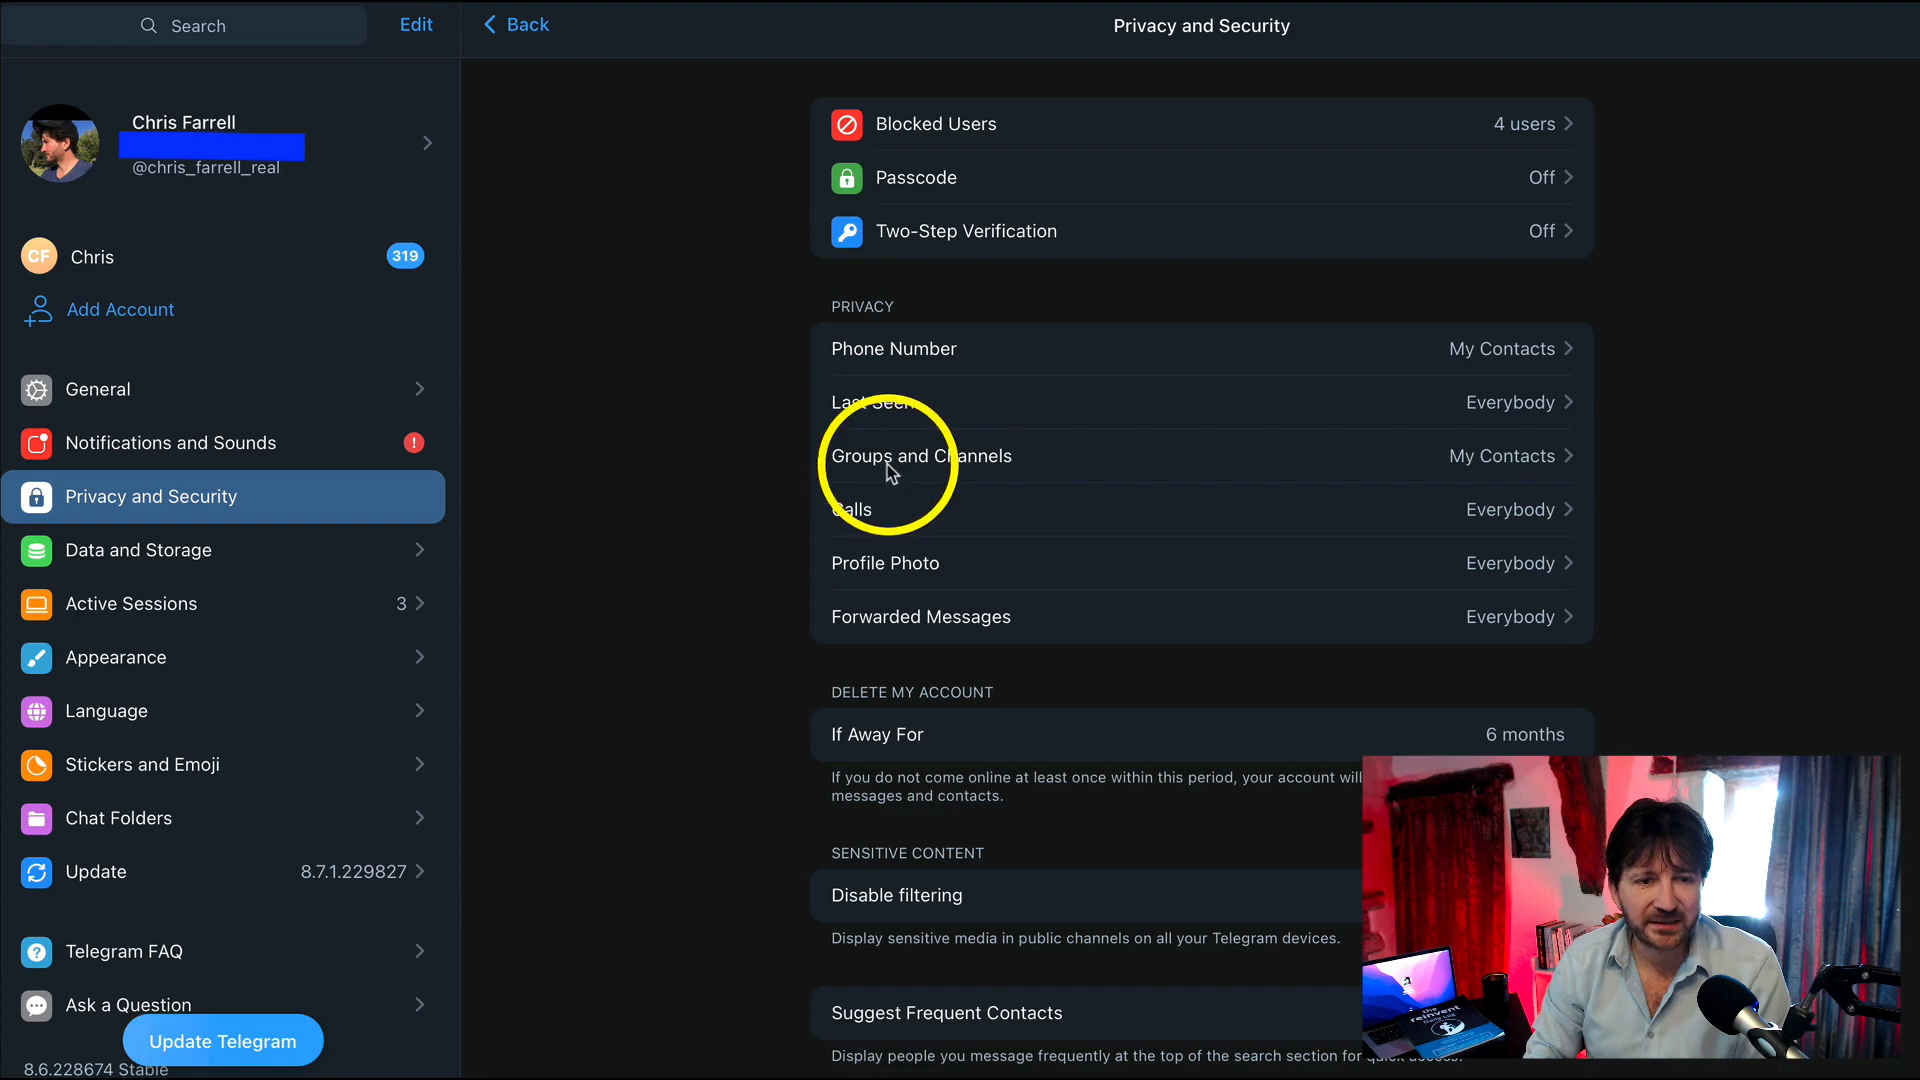 Search
Edit
Back
Privacy and Security
Chris Farrell
@chris_farrell_real
CF
Chris
319
Add Account
General
Notifications and Sounds
!
Privacy and Security
Data and Storage
Active Sessions
3
Appearance
Language
Stickers and Emoji
Chat Folders
Update
8.7.1.229827
Telegram FAQ
Ask a Question
Update Telegram
8.6.228674 Stable
Blocked Users
4 users
Passcode
Off
Two-Step Verification
Off
PRIVACY
Phone Number
My Contacts
Last Seen
Everybody
Groups and Channels
My Contacts
Calls
Everybody
Profile Photo
Everybody
Forwarded Messages
Everybody
DELETE MY ACCOUNT
If Away For
6 months
If you do not come online at least once within this period, your account will
messages and contacts.
SENSITIVE CONTENT
Disable filtering
Display sensitive media in public channels on all your Telegram devices.
Suggest Frequent Contacts
Display people you message frequently at the top of the search section for quick access.
the
reinvent